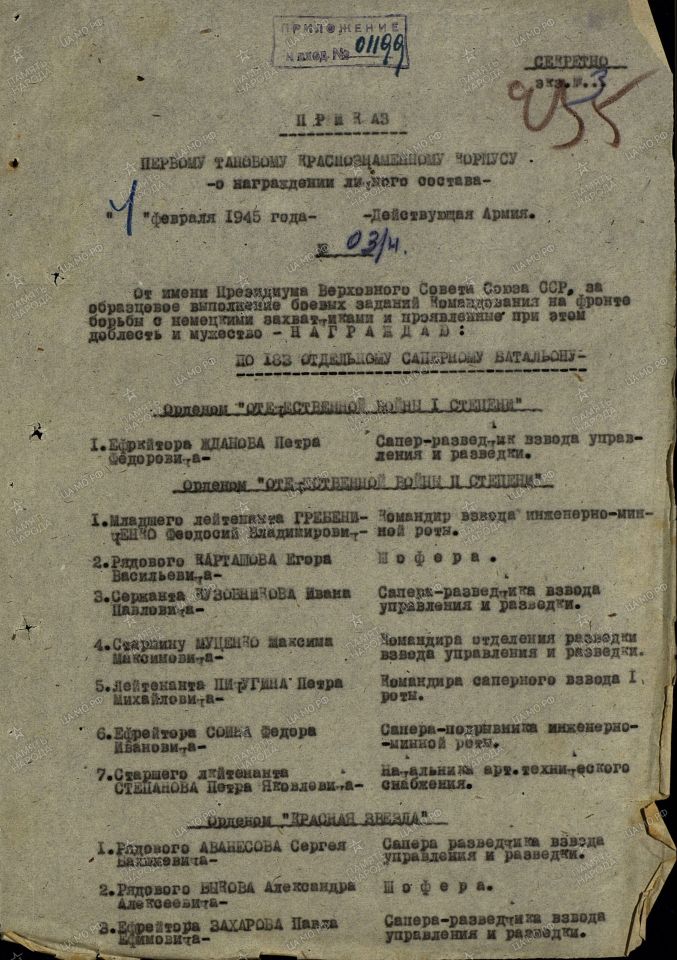 ПРИЛОЖЕНИЕ
к вход. № 01199
СЕКРЕТНО
экз.№ 3
955
ПРИКАЗ
ПЕРВОМУ ТАНКОВОМУ КРАСНОЗНАМЕННОМУ КОРПУСУ
-о награждении личного состава-
"4"февраля 1945 года- -Действующая Армия.
№ 03/н.
От имени Президиума Верховного Совета Союза ССР, за
образцовое выполнение боевых заданий Командования на фронте
борьбы с немецкими захватчиками и проявленные при этом
доблесть и мужество - НАГРАЖДАЮ:
ПО 183 ОТДЕЛЬНОМУ САПЕРНОМУ БАТАЛЬОНУ-
Орденом "ОТЕЧЕСТВЕННОЙ ВОЙНЫ I СТЕПЕНИ"
1.Ефрейтора ЖДАНОВА Петра Сапер-разведчик взвода управ-
Федоровича- ления и разведки.
Орденом "ОТЕЧЕСТВЕННОЙ ВОЙНЫ II СТЕПЕНИ"
1.Младшего лейтенанта ГРЕБЕНИ- Командир взвода инженерно-мин-
ЧЕНКО Феодосий Владимирович- ной роты.
2.Рядового КАРТАШОВА Егора Шофера.
Васильевича-
3.Сержанта КУЗОВНИКОВА Ивана Сапера-разведчика взвода
Павловича- управления и разведки.
4.Старшину МУЦЕНКО Максима Командира отделения разведки
Максимовича- взвода управления и разведки.
5.Лейтенанта ПИЧУГИНА Петра Командира саперного взвода I
Михайловича- роты.
6.Ефрейтора СОИНА Федора Сапера-подрывника инженерно-
Ивановича- -минной роты.
7.Старшего лейтенанта Начальника арт.технического
СТЕПАНОВА Петра Яковлевича- снабжения.
Орденом "КРАСНАЯ ЗВЕЗДА"
1.Рядового АВАНЕСОВА Сергея Сапера разведчика взвода
управления и разведки.
2.Рядового БЫКОВА Александра Шофера.
Алексеевича-
3.Ефрейтора ЗАХАРОВА Павла Сапера-разведчика взвода
Ефимовича- управления и разведки.